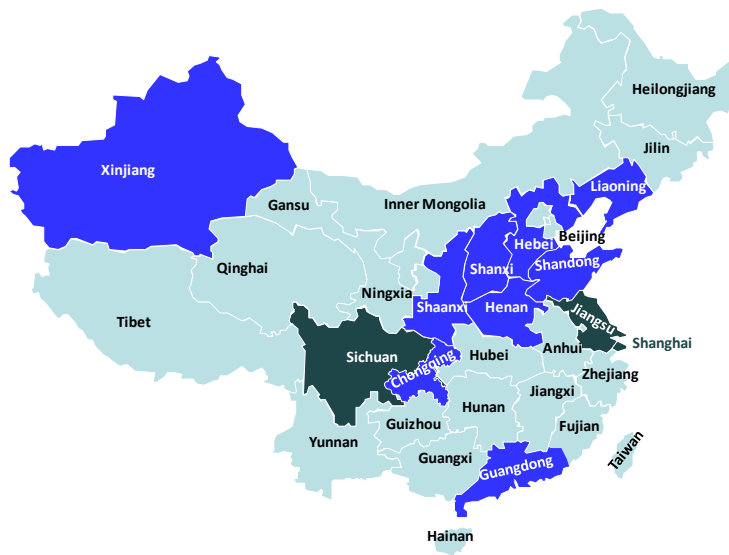 Heilongjiang
Jilin
Xinjiang
Liaoning
Gansu
Inner Mongolia
Beijing
Hebei
Qinghai
Shanxi
Shandong
Ningxia
Shaanxi
Henan
Jiangsu
Tibet
Shanghai
Sichuan
Hubei
Anhui
Chongqing
Zhejiang
Jiangxi
Hunan
Guizhou
Fujian
Yunnan
Guangxi
Guangdong
Taiwan
Hainan